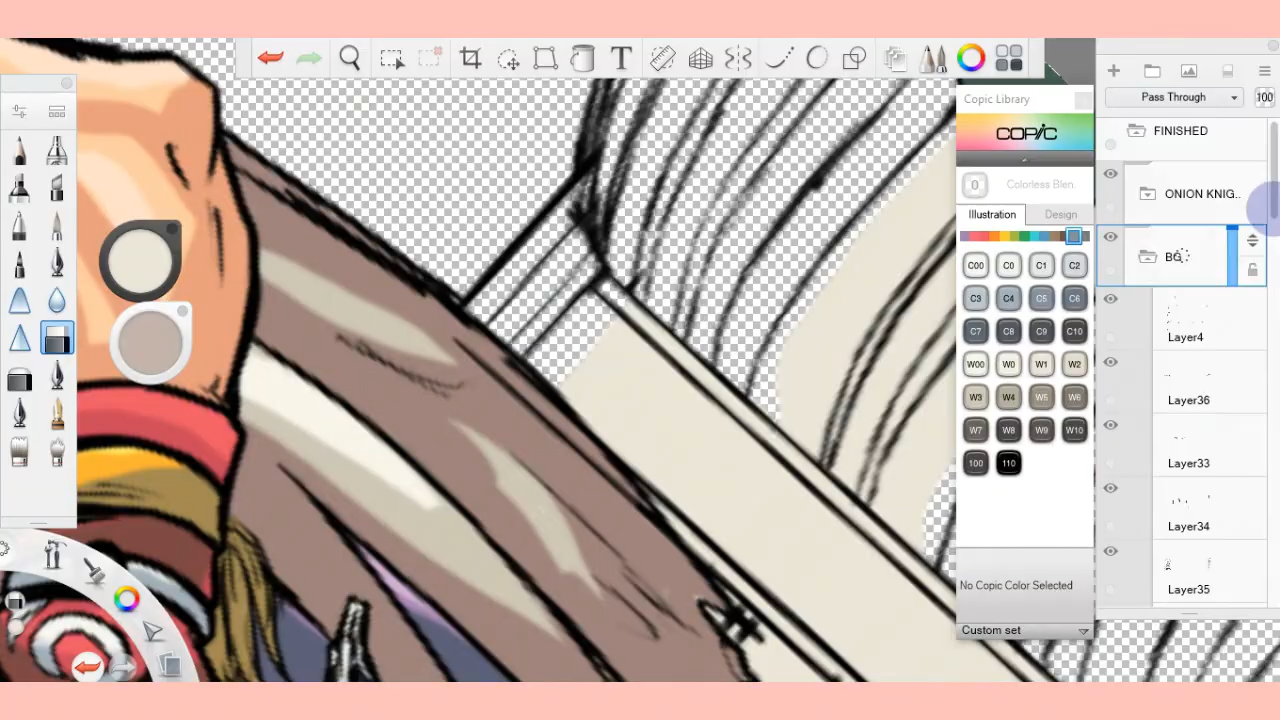 T
Copic Library
COPIC
0 Colorless Blen.
Illustration Design
C00 C0 C1 C2
C3 C4 C5 C6
C7 C8 C9 C10
W00 W0 W1 W2
W3 W4 W5 W6
W7 W8 W9 W10
100 110
No Copic Color Selected
Custom set
Pass Through 100
FINISHED
ONION KNIG..
BG
Layer4
Layer36
Layer33
Layer34
Layer35